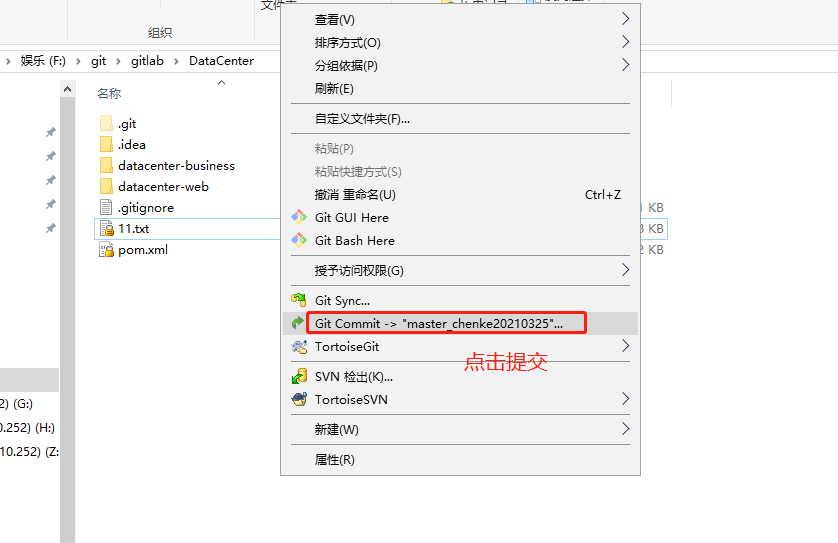 组织
娱乐 (F:) > git > gitlab > DataCenter
名称
.git
.idea
datacenter-business
datacenter-web
.gitignore
11.txt
pom.xml
KB
KB
KB
(G:)
0.252) (H:)
10.252) (Z:
查看(V)
排序方式(O)
分组依据(P)
刷新(E)
自定义文件夹(F)...
粘贴(P)
粘贴快捷方式(S)
撤消 重命名(U) Ctrl+Z
Git GUI Here
Git Bash Here
授予访问权限(G)
Git Sync...
Git Commit -> "master_chenke20210325"...
TortoiseGit
点击提交
SVN 检出(K)...
TortoiseSVN
新建(W)
属性(R)